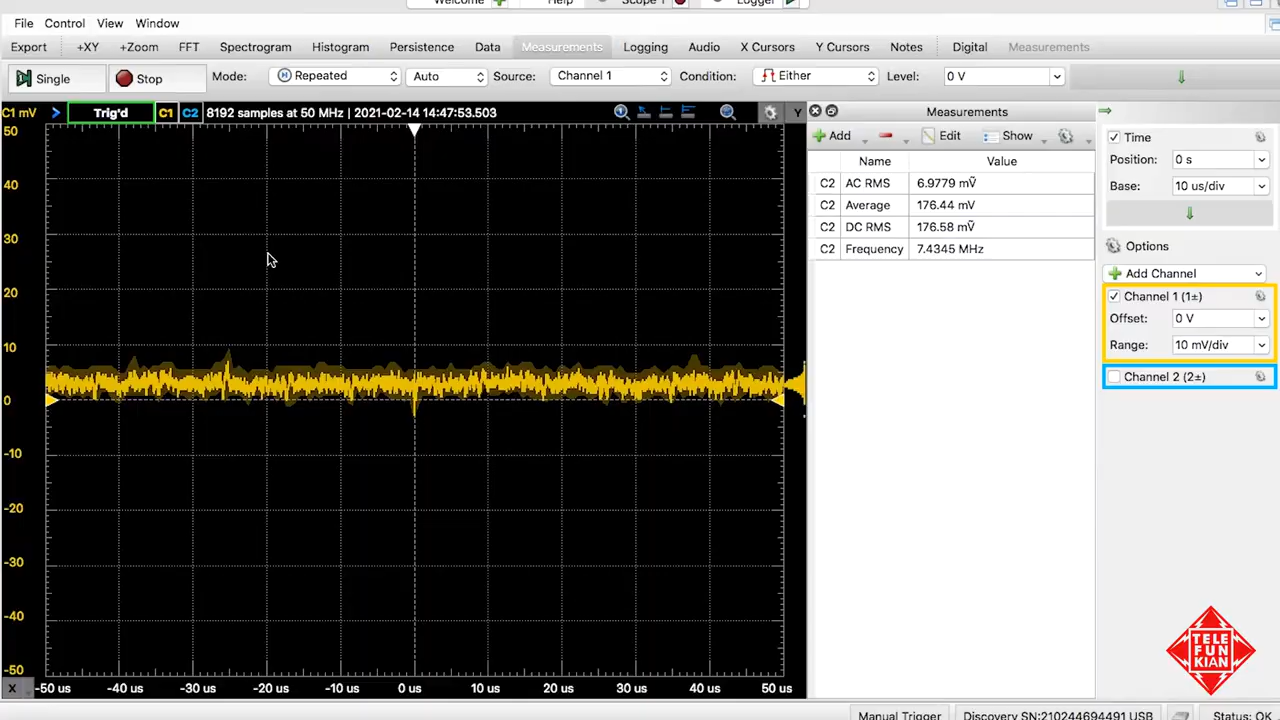 Welcome Help Scope 1 Logger
File Control View Window
Export +XY +Zoom FFT Spectrogram Histogram Persistence Data Measurements Logging Audio X Cursors Y Cursors Notes Digital Measurements
Single Stop Mode: Repeated Auto Source: Channel 1 Condition: Either Level: 0 V
C1 mV Trig'd C1 C2 8192 samples at 50 MHz | 2021-02-14 14:47:53.503 Y
50
40
30
20
10
0
-10
-20
-30
-40
-50
X -50 us -40 us -30 us -20 us -10 us 0 us 10 us 20 us 30 us 40 us 50 us
Measurements
Add Edit Show
Name Value
C2 AC RMS 6.9779 mṼ
C2 Average 176.44 mV
C2 DC RMS 176.58 mṼ
C2 Frequency 7.4345 MHz
Time
Position: 0 s
Base: 10 us/div
Options
Add Channel
Channel 1 (1±)
Offset: 0 V
Range: 10 mV/div
Channel 2 (2±)
TELE
FUN
KIAN
Manual Trigger Discovery SN:210244694491 USB Status: OK